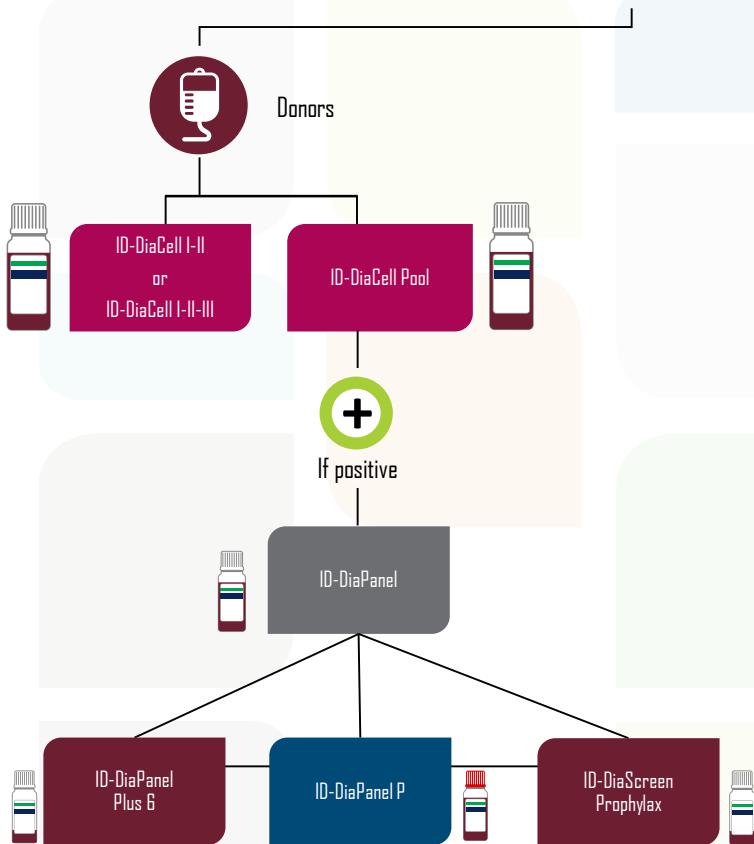 Donors
ID-DiaCell I-II
or
ID-DiaCell I-II-III
ID-DiaCell Pool
If positive
ID-DiaPanel
ID-DiaPanel
Plus 6
ID-DiaPanel P
ID-DiaScreen
Prophylax